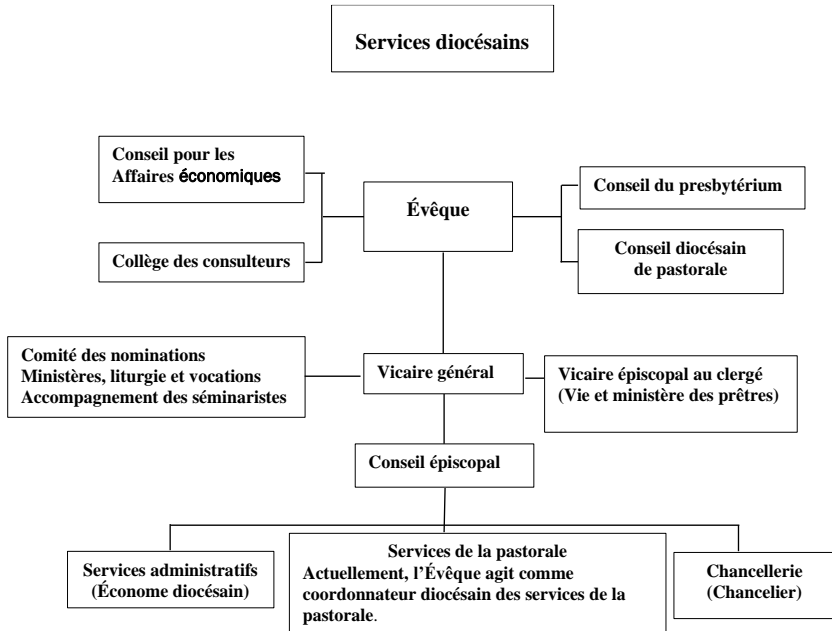 Services diocésains
Conseil pour les
Affaires économiques
Évêque
Conseil du presbytérium
Collège des consulteurs
Conseil diocésain
de pastorale
Comité des nominations
Ministères, liturgie et vocations
Accompagnement des séminaristes
Vicaire général
Vicaire épiscopal au clergé
(Vie et ministère des prêtres)
Conseil épiscopal
Services administratifs
(Économe diocésain)
Services de la pastorale
Actuellement, l’Évêque agit comme
coordonnateur diocésain des services de la
pastorale.
Chancellerie
(Chancelier)